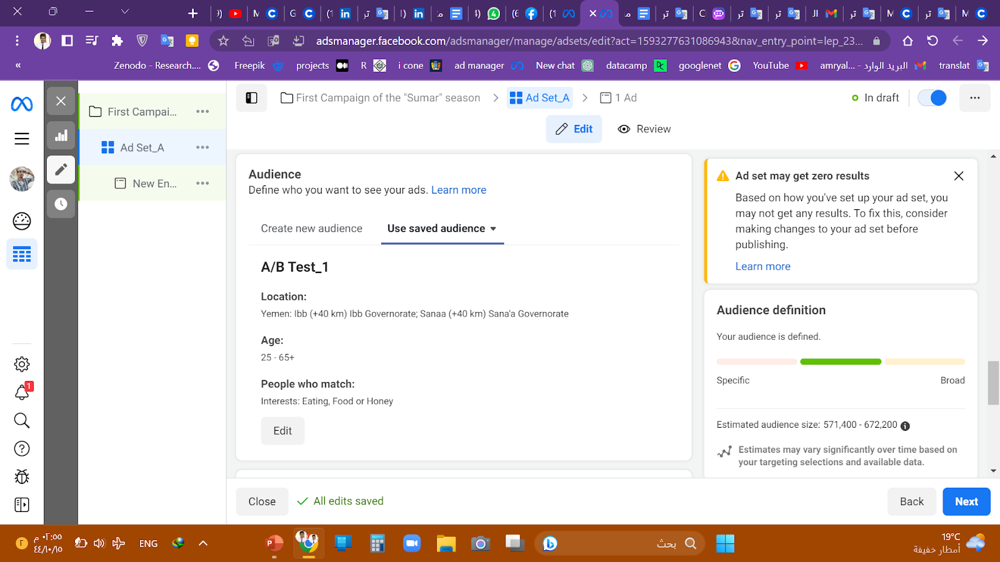 adsmanager.facebook.com/adsmanager/manage/adsets/edit?act=1593277631086943&nav_entry_point=lep_23...
Zenodo - Research....
Freepik
projects
R
i cone
ad manager
New chat
datacamp
googlenet
YouTube
amryal... - البريد الوارد
translat
First Campaign of the "Sumar" season
Ad Set_A
1 Ad
In draft
Edit
Review
First Campai...
Ad Set_A
New En...
Audience
Define who you want to see your ads. Learn more
Create new audience
Use saved audience
A/B Test_1
Location:
Yemen: Ibb (+40 km) Ibb Governorate; Sanaa (+40 km) Sana'a Governorate
Age:
25 - 65+
People who match:
Interests: Eating, Food or Honey
Edit
Ad set may get zero results
Based on how you've set up your ad set, you
may not get any results. To fix this, consider
making changes to your ad set before
publishing.
Learn more
Audience definition
Your audience is defined.
Specific
Broad
Estimated audience size: 571,400 - 672,200
Estimates may vary significantly over time based on
your targeting selections and available data.
1
Close
All edits saved
Back
Next
٠٢:٥٥ م
٤٤/١٠/١٥
ENG
بحث
19°C
أمطار خفيفة